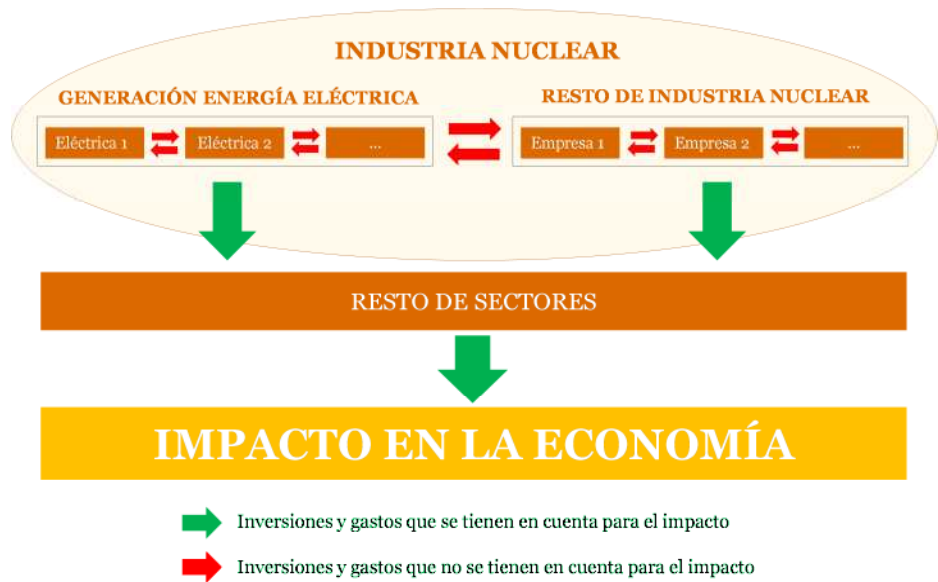 INDUSTRIA NUCLEAR
GENERACIÓN ENERGÍA ELÉCTRICA
RESTO DE INDUSTRIA NUCLEAR
Eléctrica 1
Eléctrica 2
...
Empresa 1
Empresa 2
...
RESTO DE SECTORES
IMPACTO EN LA ECONOMÍA
Inversiones y gastos que se tienen en cuenta para el impacto
Inversiones y gastos que no se tienen en cuenta para el impacto